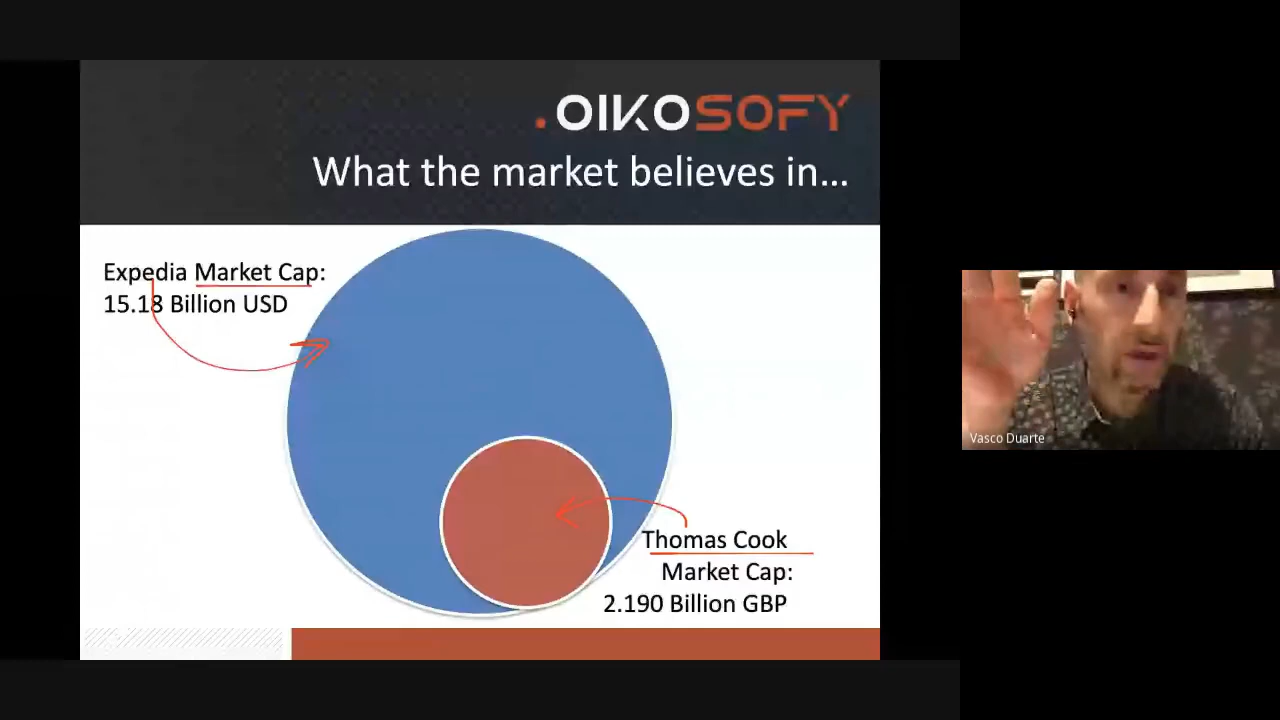 .OIKOSOFY
What the market believes in...
Expedia Market Cap:
15.18 Billion USD
Thomas Cook
Market Cap:
2.190 Billion GBP
Vasco Duarte